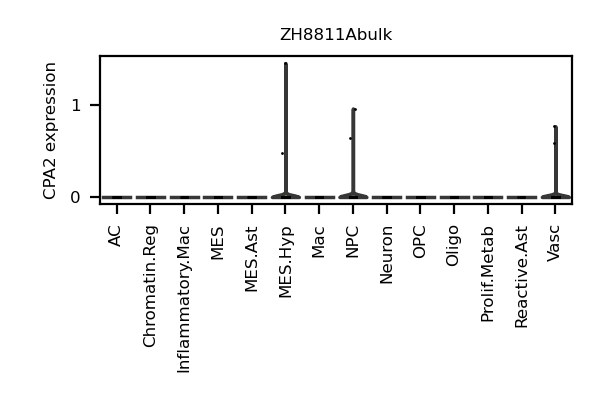 ZH8811Abulk
CPA2 expression
1
0
AC
Chromatin.Reg
Inflammatory.Mac
MES
MES.Ast
MES.Hyp
Mac
NPC
Neuron
OPC
Oligo
Prolif.Metab
Reactive.Ast
Vasc